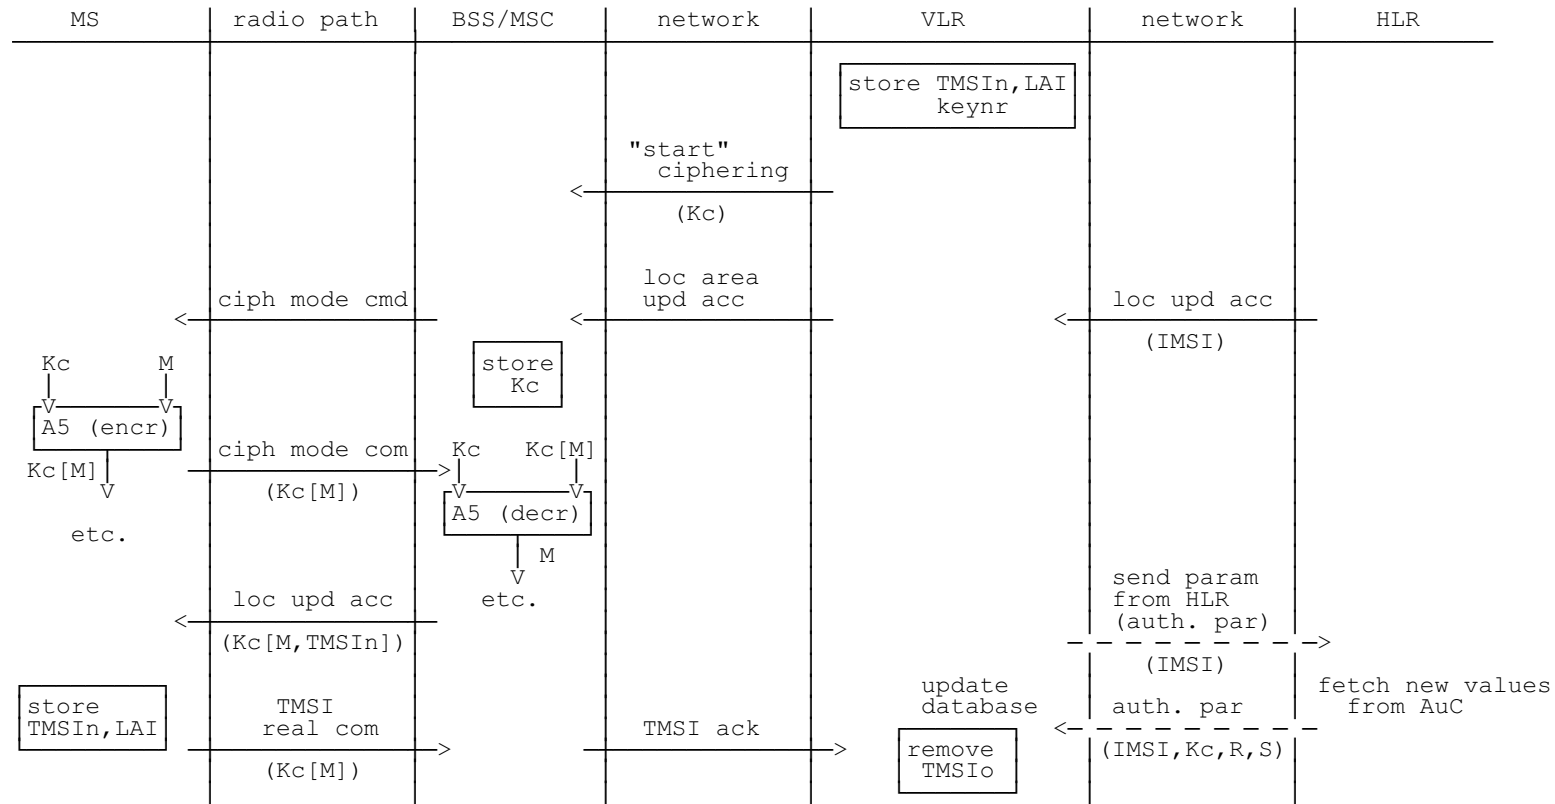 MS radio path BSS/MSC network VLR network HLR
store TMSIn,LAI
keynr
"start"
ciphering
(Kc)
loc area
ciph mode cmd upd acc loc upd acc
(IMSI)
Kc M store
Kc
A5 (encr)
ciph mode com Kc Kc[M]
Kc[M]
(Kc[M])
A5 (decr)
etc.
M
send param
loc upd acc etc. from HLR
(auth. par)
(Kc[M,TMSIn])
(IMSI)
update fetch new values
store TMSI database auth. par from AuC
TMSIn,LAI real com TMSI ack
remove (IMSI,Kc,R,S)
(Kc[M]) TMSIo